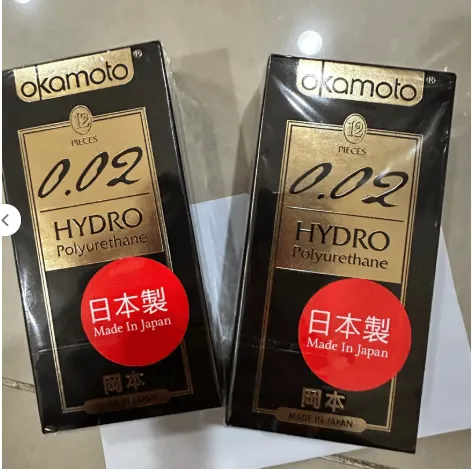 okamoto®
12
PIECES
0.02
HYDRO
Polyurethane
日本製
Made In Japan
岡本
MADE IN JAPAN
okamoto®
12
PIECES
0.02
HYDRO
Polyurethane
日本製
Made In Japan
岡本
MADE IN JAPAN